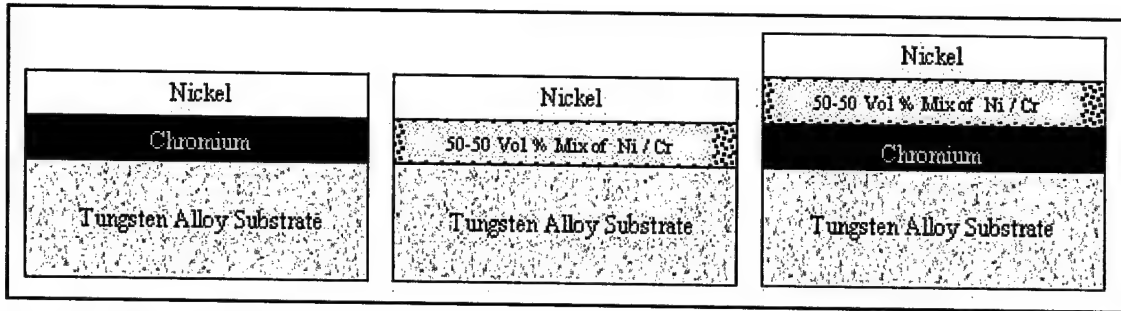 Nickel
Chromium
Tungsten Alloy Substrate
Nickel
50-50 Vol % Mix of Ni / Cr
Tungsten Alloy Substrate
Nickel
50-50 Vol % Mix of Ni / Cr
Chromium
Tungsten Alloy Substrate